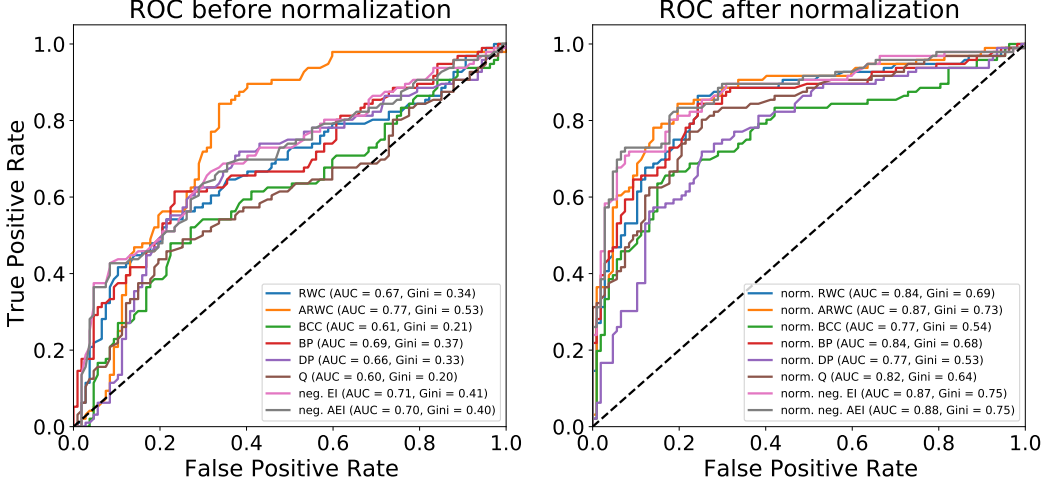 ROC before normalization
True Positive Rate
1.0
0.8
0.6
0.4
0.2
0.0
RWC (AUC = 0.67, Gini = 0.34)
ARWC (AUC = 0.77, Gini = 0.53)
BCC (AUC = 0.61, Gini = 0.21)
BP (AUC = 0.69, Gini = 0.37)
DP (AUC = 0.66, Gini = 0.33)
Q (AUC = 0.60, Gini = 0.20)
neg. EI (AUC = 0.71, Gini = 0.41)
neg. AEI (AUC = 0.70, Gini = 0.40)
0.0 0.2 0.4 0.6 0.8 1.0
False Positive Rate
ROC after normalization
1.0
0.8
0.6
0.4
0.2
0.0
norm. RWC (AUC = 0.84, Gini = 0.69)
norm. ARWC (AUC = 0.87, Gini = 0.73)
norm. BCC (AUC = 0.77, Gini = 0.54)
norm. BP (AUC = 0.84, Gini = 0.68)
norm. DP (AUC = 0.77, Gini = 0.53)
norm. Q (AUC = 0.82, Gini = 0.64)
norm. neg. EI (AUC = 0.87, Gini = 0.75)
norm. neg. AEI (AUC = 0.88, Gini = 0.75)
0.0 0.2 0.4 0.6 0.8 1.0
False Positive Rate